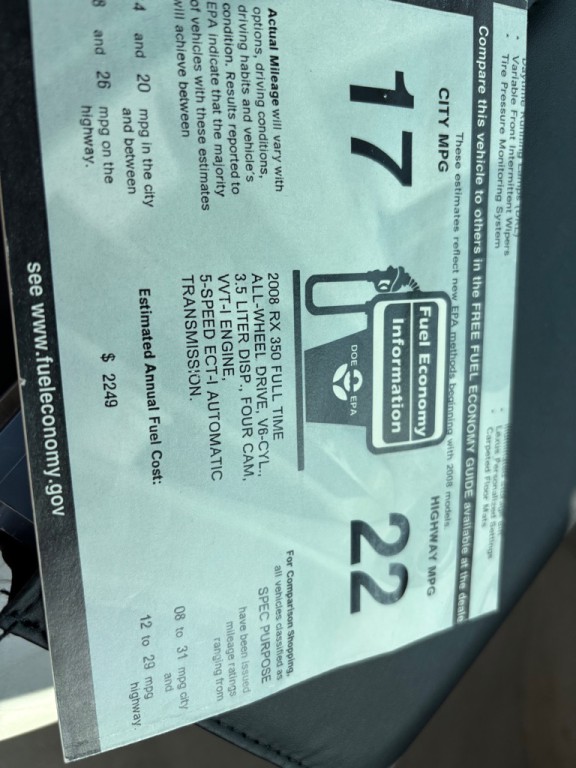 Variable Front Intermittent Wipers
Tire Pressure Monitoring System
Lexus Personalized Settings
Carpeted Floor Mats
Compare this vehicle to others in the FREE FUEL ECONOMY GUIDE available at the deale
These estimates reflect new EPA methods beginning with 2008 models.
CITY MPG
17
Fuel Economy
Information
DOE EPA
HIGHWAY MPG
22
Actual Mileage will vary with
options, driving conditions,
driving habits and vehicle's
condition. Results reported to
EPA indicate that the majority
of vehicles with these estimates
will achieve between
4 and 20 mpg in the city
and between
8 and 26 mpg on the
highway.
2008 RX 350 FULL TIME
ALL-WHEEL DRIVE, V6-CYL.,
3.5 LITER DISP., FOUR CAM,
VVT-I ENGINE,
5-SPEED ECT-I AUTOMATIC
TRANSMISSION.
Estimated Annual Fuel Cost:
$ 2249
For Comparison Shopping,
all vehicles classified as
SPEC PURPOSE
have been issued
mileage ratings
ranging from
08 to 31 mpg city
and
12 to 29 mpg
highway.
see www.fueleconomy.gov